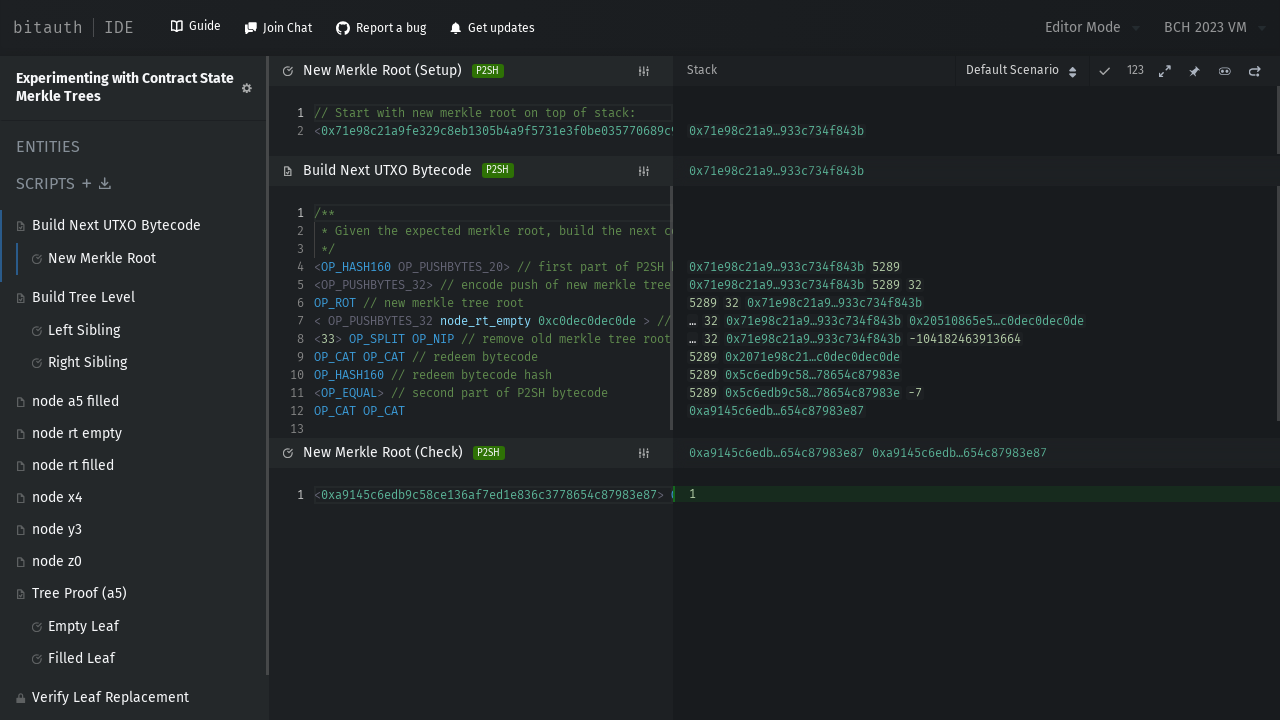 bitauth | IDE
Guide
Join Chat
Report a bug
Get updates
Editor Mode
BCH 2023 VM
Experimenting with Contract State
Merkle Trees
ENTITIES
SCRIPTS
Build Next UTXO Bytecode
New Merkle Root
Build Tree Level
Left Sibling
Right Sibling
node a5 filled
node rt empty
node rt filled
node x4
node y3
node z0
Tree Proof (a5)
Empty Leaf
Filled Leaf
Verify Leaf Replacement
New Merkle Root (Setup) P2SH
1 // Start with new merkle root on top of stack:
2 <0x71e98c21a9fe329c8eb1305b4a9f5731e3f0be035770689c
Build Next UTXO Bytecode P2SH
1 /**
2 * Given the expected merkle root, build the next
3 */
4 <OP_HASH160 OP_PUSHBYTES_20> // first part of P2SH
5 <OP_PUSHBYTES_32> // encode push of new merkle tree
6 OP_ROT // new merkle tree root
7 < OP_PUSHBYTES_32 node_rt_empty 0xc0dec0dec0de > //
8 <33> OP_SPLIT OP_NIP // remove old merkle tree root
9 OP_CAT OP_CAT // redeem bytecode
10 OP_HASH160 // redeem bytecode hash
11 <OP_EQUAL> // second part of P2SH bytecode
12 OP_CAT OP_CAT
13
New Merkle Root (Check) P2SH
1 <0xa9145c6edb9c58ce136af7ed1e836c3778654c87983e87>
Stack
Default Scenario
123
0x71e98c21a9…933c734f843b
0x71e98c21a9…933c734f843b
0x71e98c21a9…933c734f843b 5289
0x71e98c21a9…933c734f843b 5289 32
5289 32 0x71e98c21a9…933c734f843b
… 32 0x71e98c21a9…933c734f843b 0x20510865e5…c0dec0dec0de
… 32 0x71e98c21a9…933c734f843b -104182463913664
5289 0x2071e98c21…c0dec0dec0de
5289 0x5c6edb9c58…78654c87983e
5289 0x5c6edb9c58…78654c87983e -7
0xa9145c6edb…654c87983e87
0xa9145c6edb…654c87983e87 0xa9145c6edb…654c87983e87
1